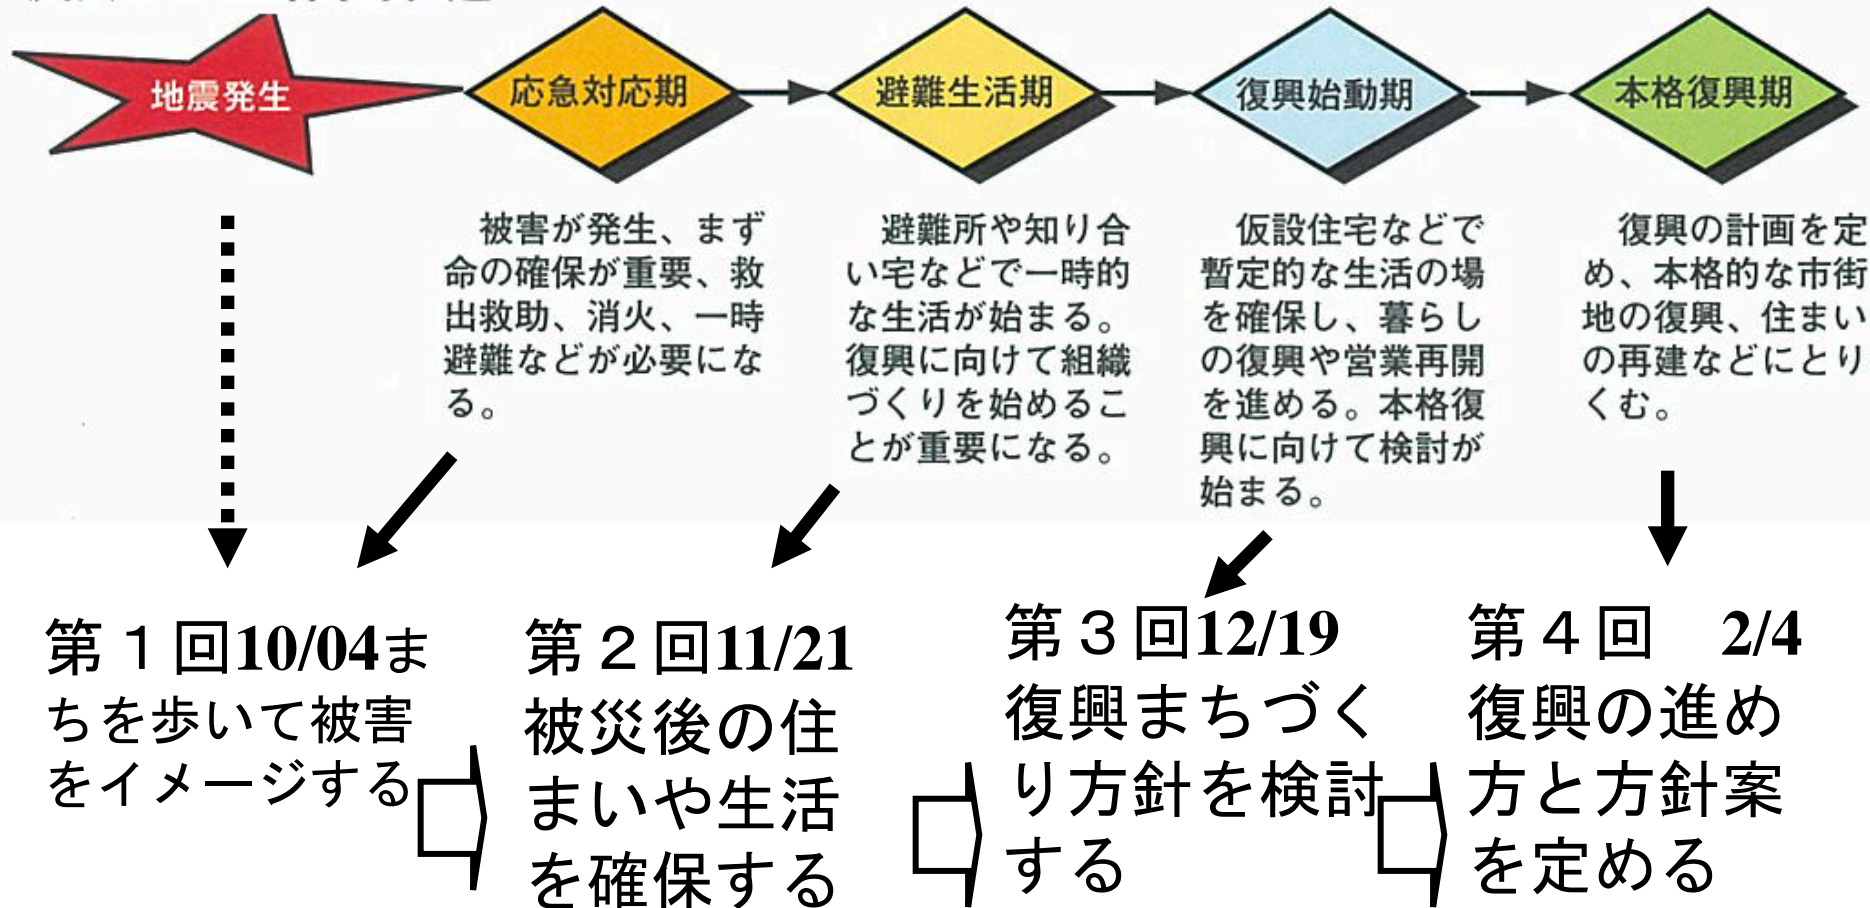 地震発生
応急対応期
避難生活期
復興始動期
本格復興期
被害が発生、まず
命の確保が重要、救
出救助、消火、一時
避難などが必要にな
る。
避難所や知り合
い宅などで一時的
な生活が始まる。
復興に向けて組織
づくりを始めるこ
とが重要になる。
仮設住宅などで
暫定的な生活の場
を確保し、暮らし
の復興や営業再開
を進める。本格復
興に向けて検討が
始まる。
復興の計画を定
め、本格的な市街
地の復興、住まい
の再建などにとり
くむ。
第１回10/04ま
ちを歩いて被害
をイメージする
第２回11/21
被災後の住
まいや生活
を確保する
第３回12/19
復興まちづく
り方針を検討
する
第４回　2/4
復興の進め
方と方針案
を定める